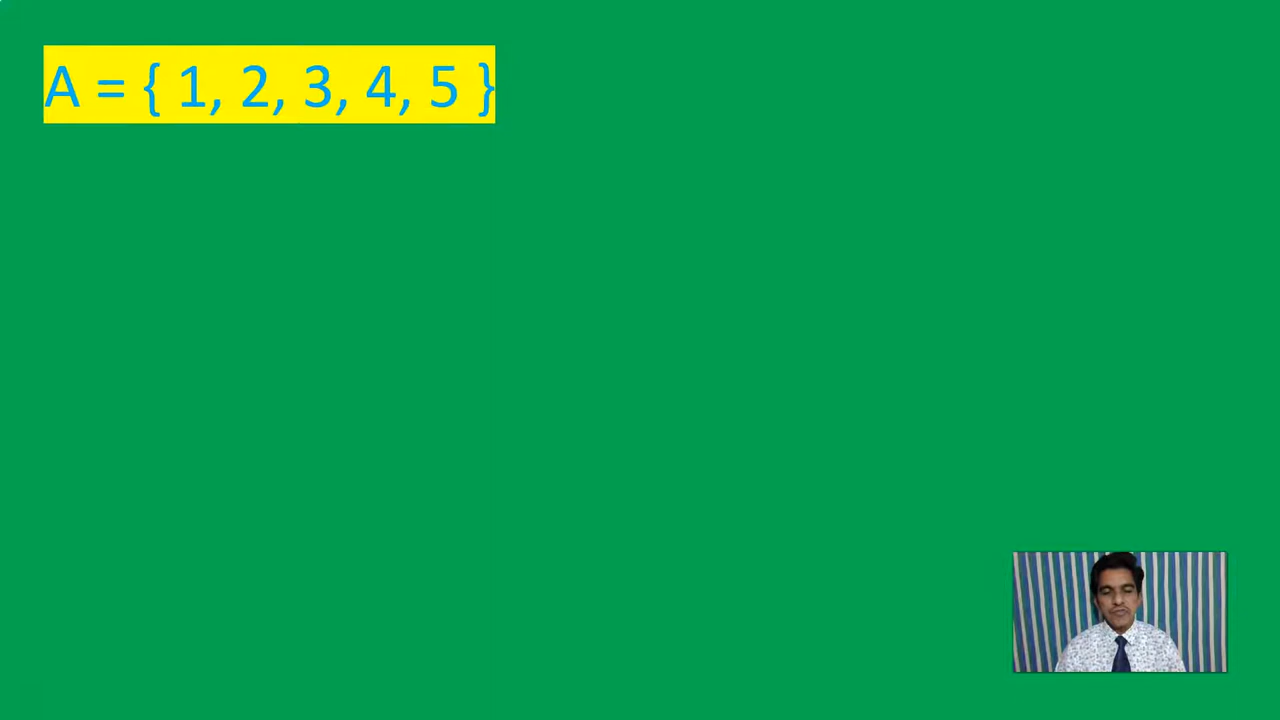 A = { 1, 2, 3, 4, 5 }